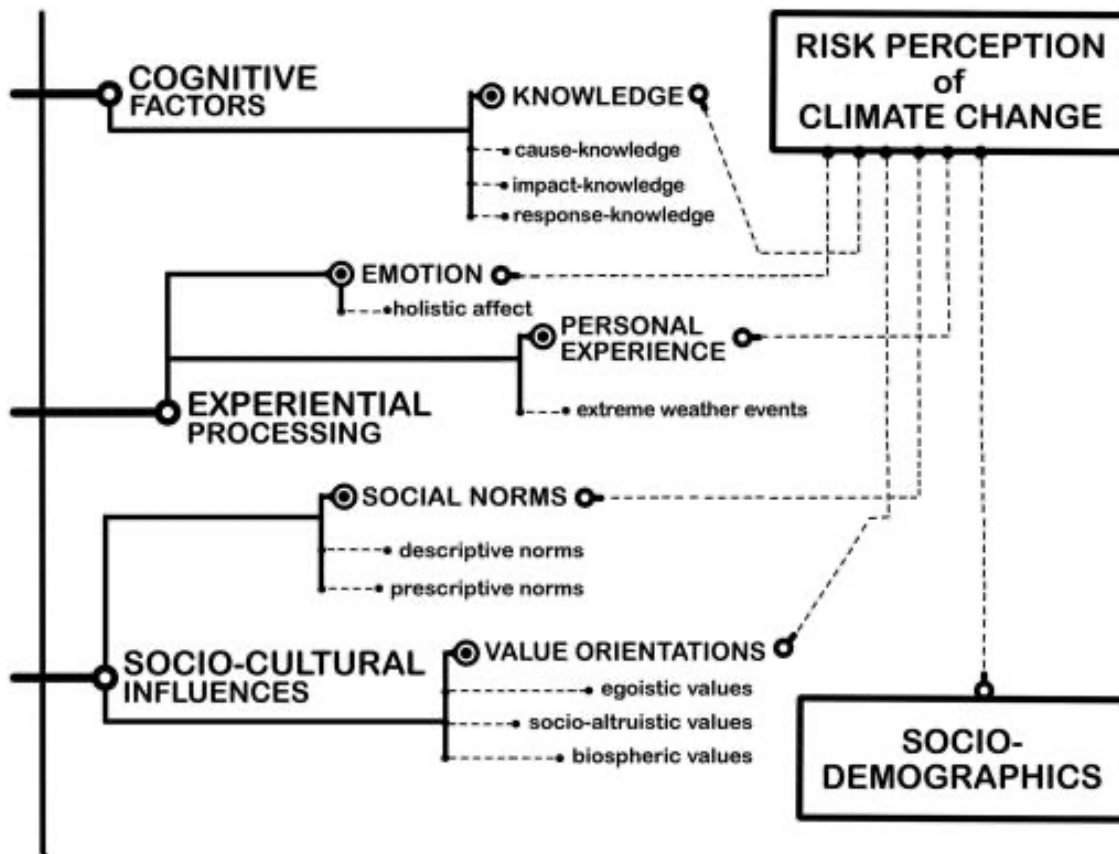 RISK PERCEPTION
of
CLIMATE CHANGE
COGNITIVE
FACTORS
KNOWLEDGE
cause-knowledge
impact-knowledge
response-knowledge
EMOTION
holistic affect
PERSONAL
EXPERIENCE
extreme weather events
EXPERIENTIAL
PROCESSING
SOCIAL NORMS
descriptive norms
prescriptive norms
SOCIO-CULTURAL
INFLUENCES
VALUE ORIENTATIONS
egoistic values
socio-altruistic values
biospheric values
SOCIO-
DEMOGRAPHICS